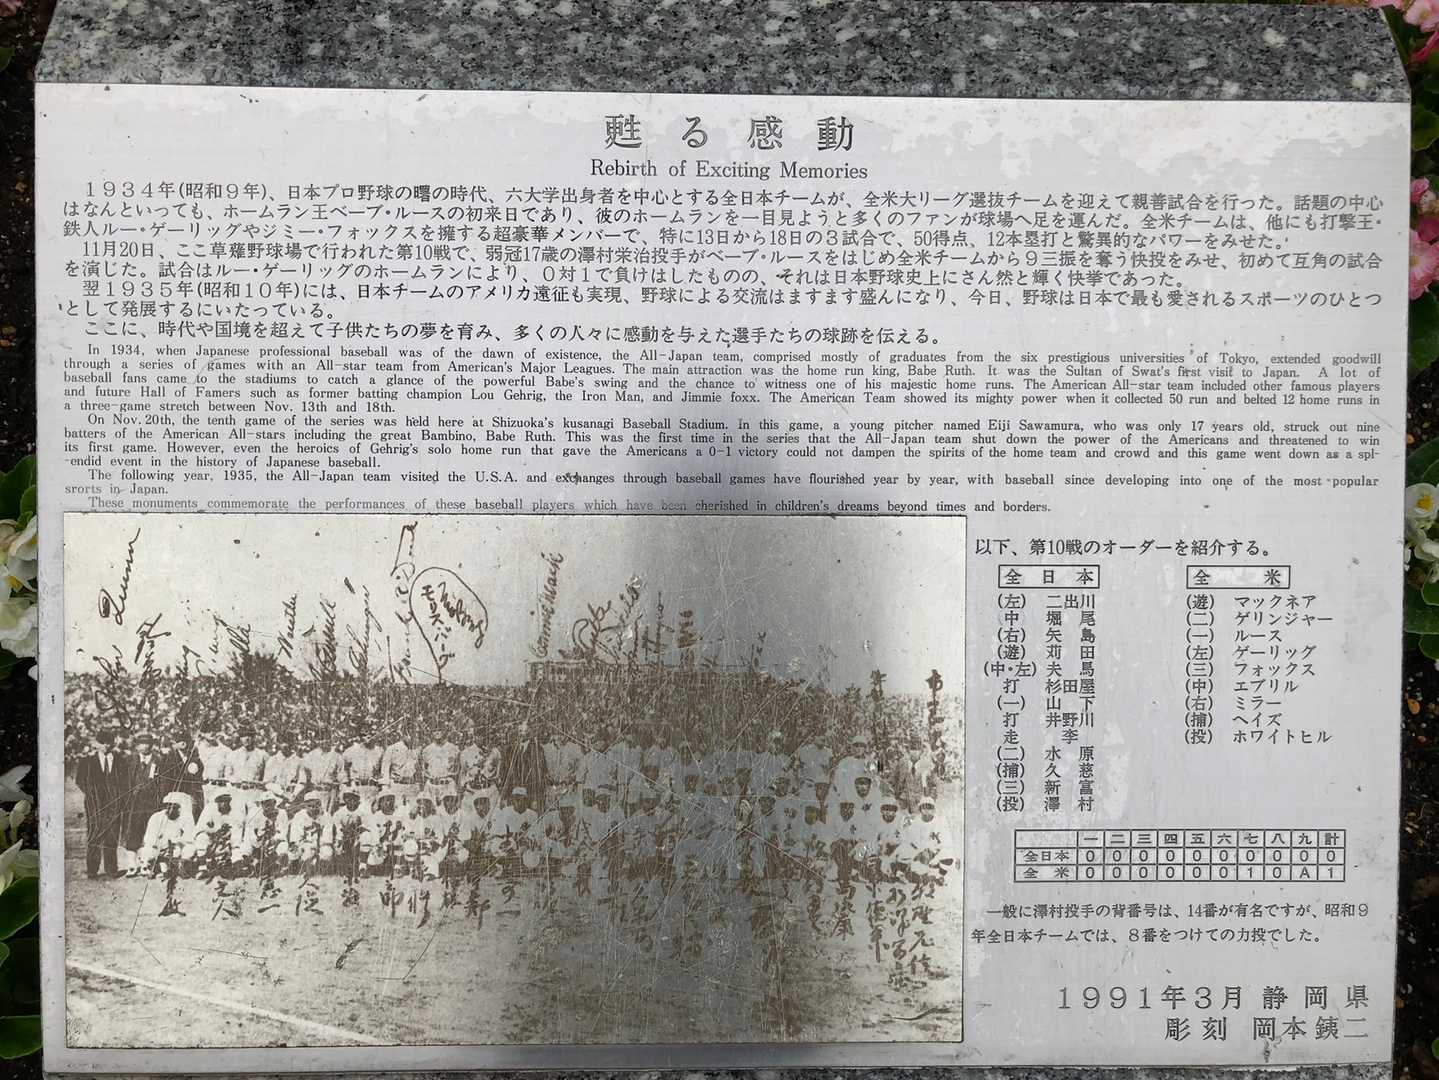 甦る感動
Rebirth of Exciting Memories
1934年(昭和9年)、日本プロ野球の曙の時代、六大学出身者を中心とする全日本チームが、全米大リーグ選抜チームを迎えて親善試合を行った。話題の中心
はなんといっても、ホームラン王ベーブ・ルースの初来日であり、彼のホームランを一目見ようと多くのファンが球場へ足を運んだ。全米チームは、他にも打撃王・
鉄人ルー・ゲーリッグやジミー・フォックスを擁する超豪華メンバーで、特に13日から18日の3試合で、50得点、12本塁打と驚異的なパワーをみせた。
11月20日、ここ草薙野球場で行われた第10戦で、弱冠17歳の澤村栄治投手がベーブ・ルースをはじめ全米チームから9三振を奪う快投をみせ、初めて互角の試合
を演じた。試合はルー・ゲーリッグのホームランにより、0対1で負けはしたものの、それは日本野球史上にさん然と輝く快挙であった。
翌1935年(昭和10年)には、日本チームのアメリカ遠征も実現、野球による交流はますます盛んになり、今日、野球は日本で最も愛されるスポーツのひとつ
として発展するにいたっている。
ここに、時代や国境を超えて子供たちの夢を育み、多くの人々に感動を与えた選手たちの球跡を伝える。
In 1934, when Japanese professional baseball was of the dawn of existence, the All-Japan team, comprised mostly of graduates from the six prestigious universities of Tokyo, extended goodwill
through a series of games with an All-star team from American's Major Leagues. The main attraction was the home run king, Babe Ruth. It was the Sultan of Swat's first visit to Japan. A lot of
baseball fans came to the stadiums to catch a glance of the powerful Babe's swing and the chance to witness one of his majestic home runs. The American All-star team included other famous players
and future Hall of Famers such as former batting champion Lou Gehrig, the Iron Man, and Jimmie foxx. The American Team showed its mighty power when it collected 50 run and belted 12 home runs in
a three-game stretch between Nov. 13th and 18th.
On Nov. 20th, the tenth game of the series was held here at Shizuoka's kusanagi Baseball Stadium. In this game, a young pitcher named Eiji Sawamura, who was only 17 years old, struck out nine
batters of the American All-stars including the great Bambino, Babe Ruth. This was the first time in the series that the All-Japan team shut down the power of the Americans and threatened to win
its first game. However, even the heroics of Gehrig's solo home run that gave the Americans a 0-1 victory could not dampen the spirits of the home team and crowd and this game went down as a spl-
-endid event in the history of Japanese baseball.
The following year, 1935, the All-Japan team visited the U.S.A. and exchanges through baseball games have flourished year by year, with baseball since developing into one of the most popular
srorts in Japan.
These monuments commemorate the performances of these baseball players which have been cherished in children's dreams beyond times and borders.
以下、第10戦のオーダーを紹介する。
全日本
(左) 二出川
中 堀尾
(右) 矢島
(遊) 苅田
(中・左) 夫馬
打 杉田屋
(一) 山下
打 井野川
走 李
(二) 水原
(捕) 久慈
(三) 新富
(投) 澤村
全米
(遊) マックネア
(二) ゲリンジャー
(一) ルース
(左) ゲーリッグ
(三) フォックス
(中) エブリル
(右) ミラー
(捕) ヘイズ
(投) ホワイトヒル
一 二 三 四 五 六 七 八 九 計
全日本 0 0 0 0 0 0 0 0 0 0
全米 0 0 0 0 0 0 1 0 A 1
一般に澤村投手の背番号は、14番が有名ですが、昭和9
年全日本チームでは、8番をつけての力投でした。
1991年3月 静岡県
彫刻 岡本銕二
モリス・バーグ